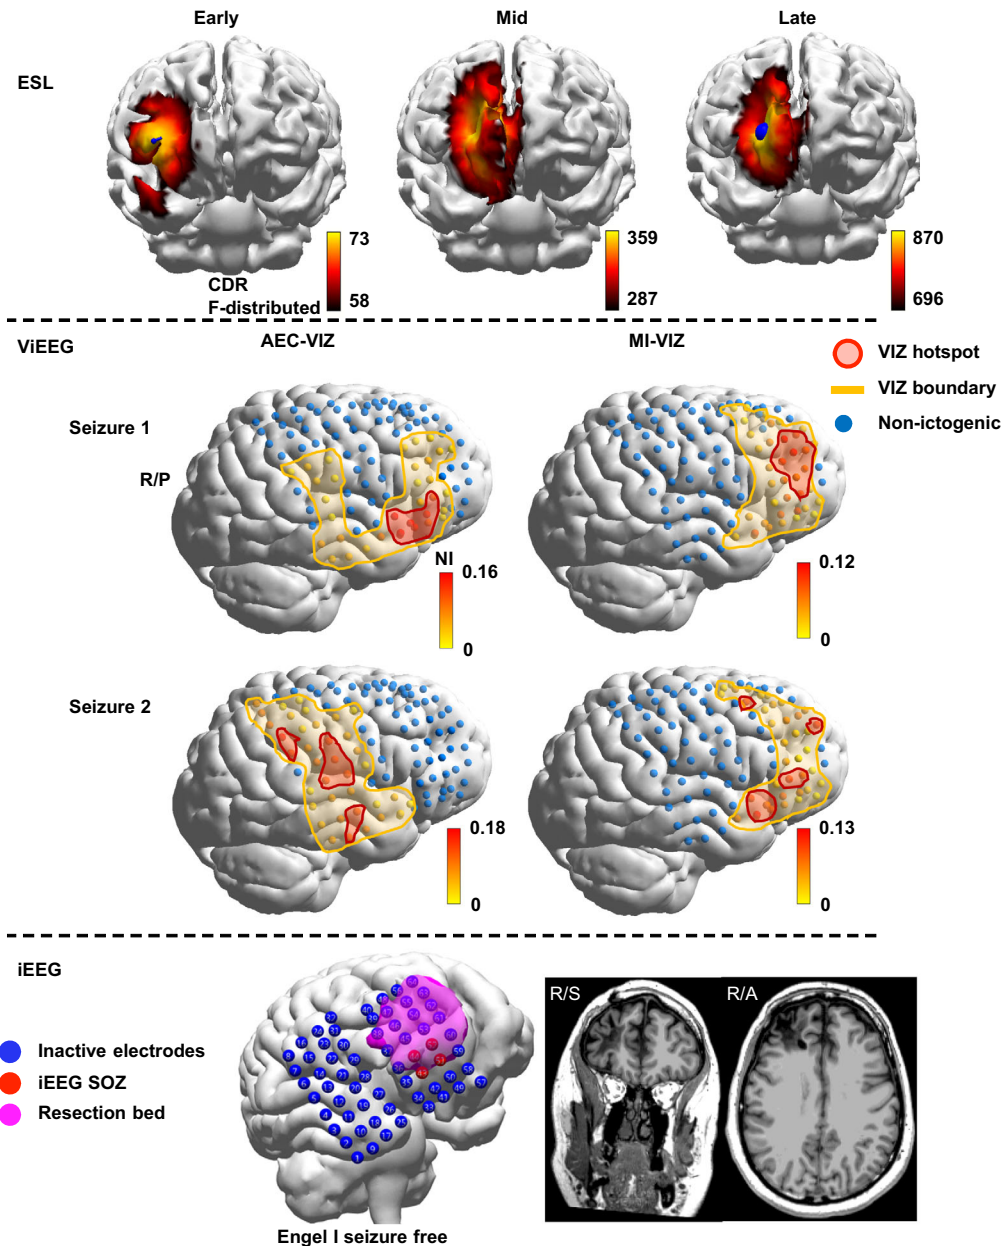 Early Mid Late
ESL
73
359
870
CDR
F-distributed
58
287
696
ViEEG
AEC-VIZ MI-VIZ
VIZ hotspot
VIZ boundary
Non-ictogenic
Seizure 1
R/P
NI
0.16
0
0.12
0
Seizure 2
0.18
0
0.13
0
iEEG
Inactive electrodes
iEEG SOZ
Resection bed
R/S
R/A
Engel I seizure free